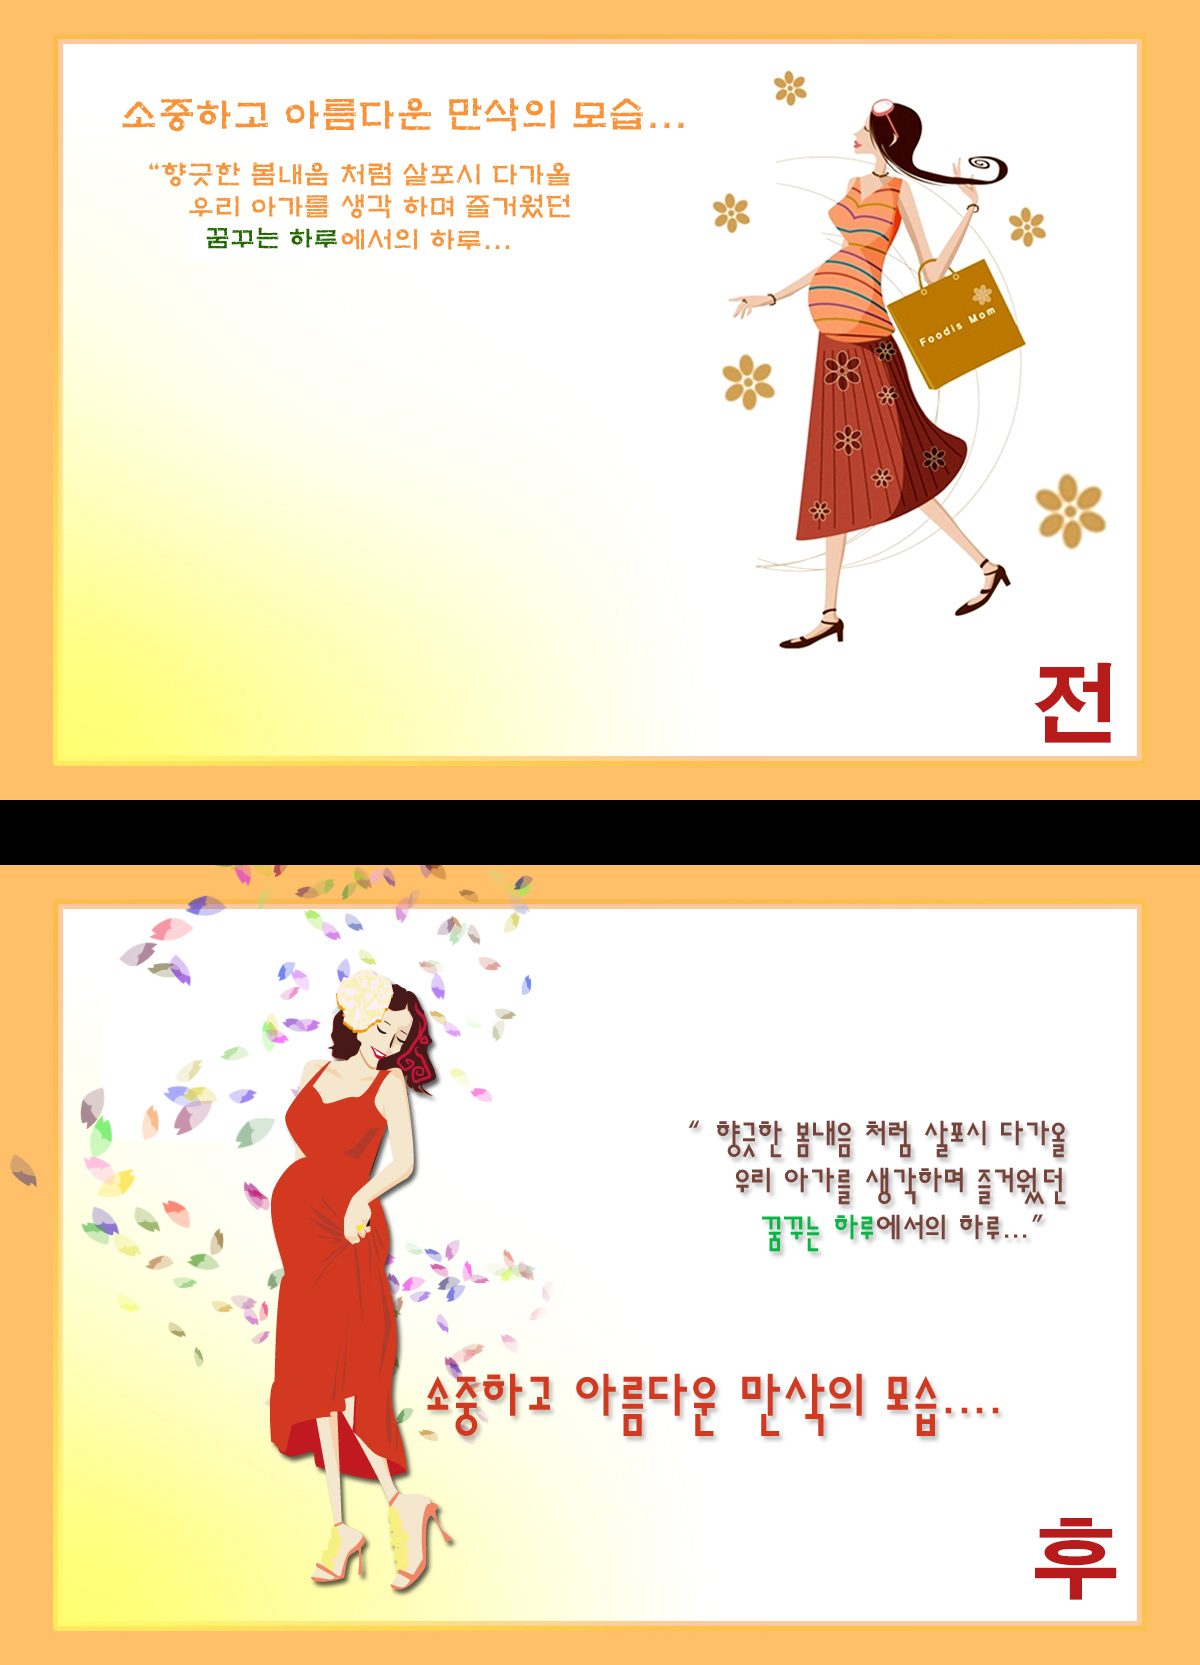 소중하고 아름다운 만삭의 모습...
“향긋한 봄내음 처럼 살포시 다가올
우리 아가를 생각 하며 즐거웠던
꿈꾸는 하루에서의 하루...
Foodis Mom
전
“ 향긋한 봄내음 처럼 살포시 다가올
우리 아가를 생각하며 즐거웠던
꿈꾸는 하루에서의 하루...”
소중하고 아름다운 만삭의 모습....
후